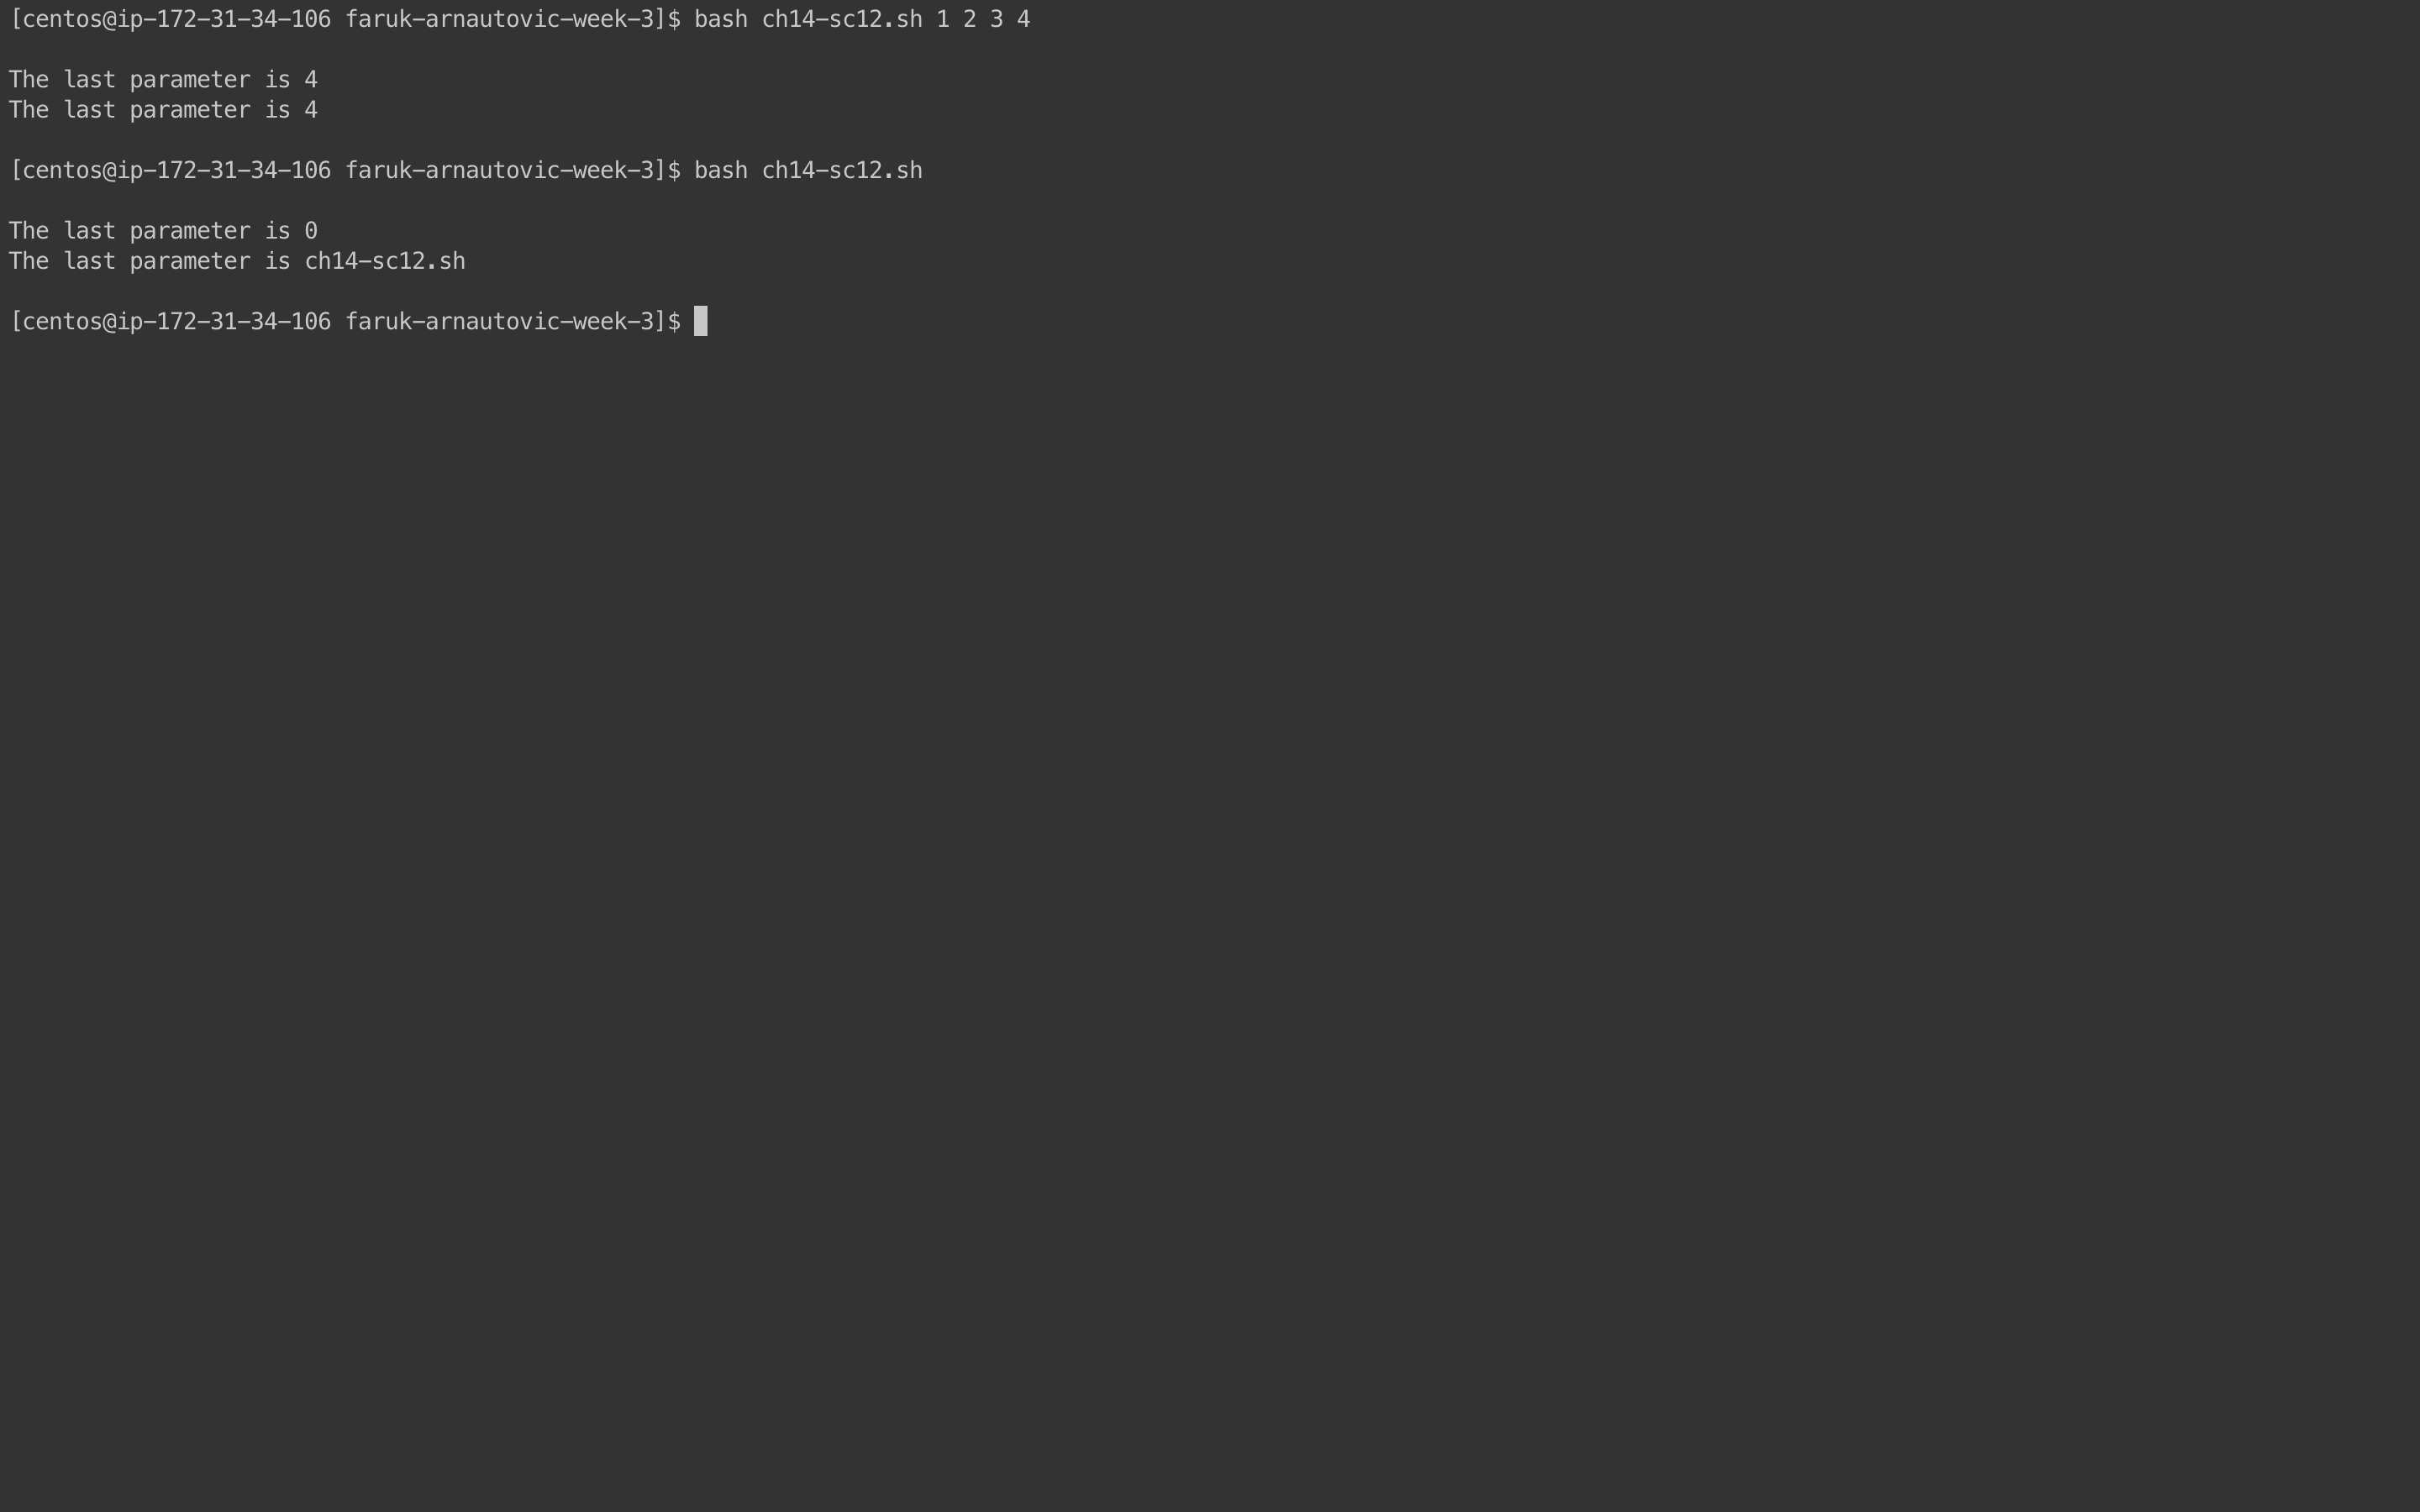 [centos@ip-172-31-34-106 faruk-arnautovic-week-3]$ bash ch14-sc12.sh 1 2 3 4
The last parameter is 4
The last parameter is 4
[centos@ip-172-31-34-106 faruk-arnautovic-week-3]$ bash ch14-sc12.sh
The last parameter is 0
The last parameter is ch14-sc12.sh
[centos@ip-172-31-34-106 faruk-arnautovic-week-3]$